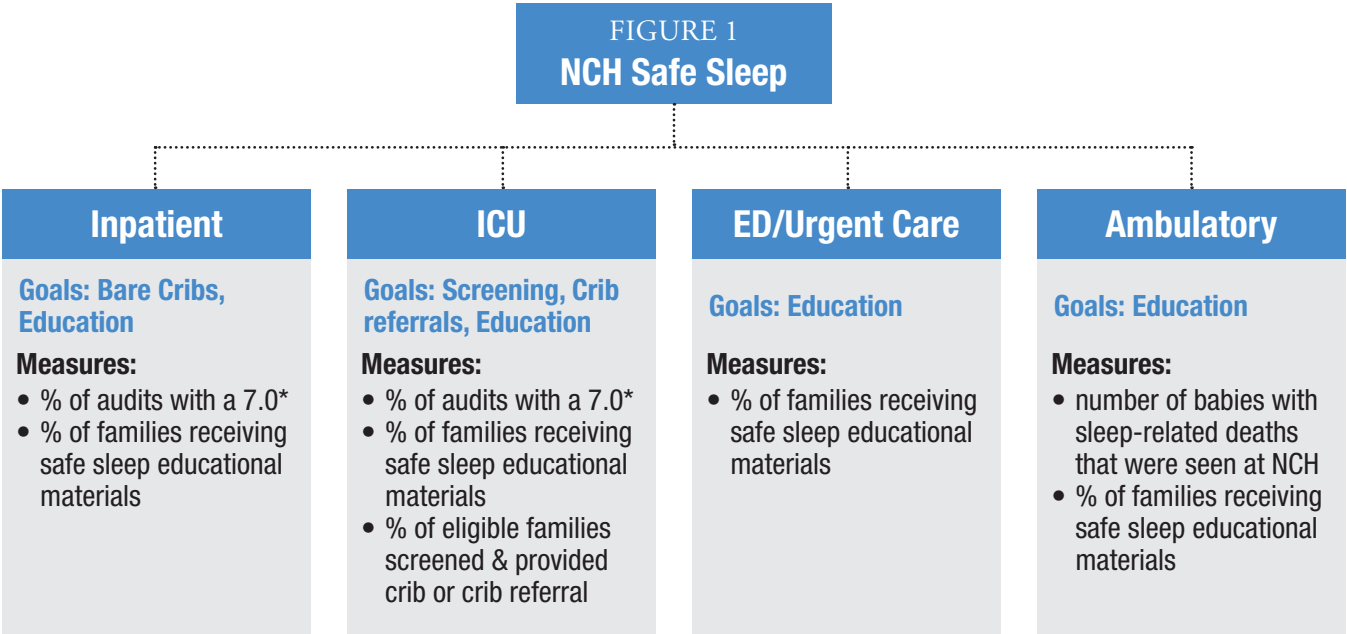 FIGURE 1
NCH Safe Sleep
Inpatient
Goals: Bare Cribs,
Education
Measures:
• % of audits with a 7.0*
• % of families receiving
safe sleep educational
materials
ICU
Goals: Screening, Crib
referrals, Education
Measures:
• % of audits with a 7.0*
• % of families receiving
safe sleep educational
materials
• % of eligible families
screened & provided
crib or crib referral
ED/Urgent Care
Goals: Education
Measures:
• % of families receiving
safe sleep educational
materials
Ambulatory
Goals: Education
Measures:
• number of babies with
sleep-related deaths
that were seen at NCH
• % of families receiving
safe sleep educational
materials